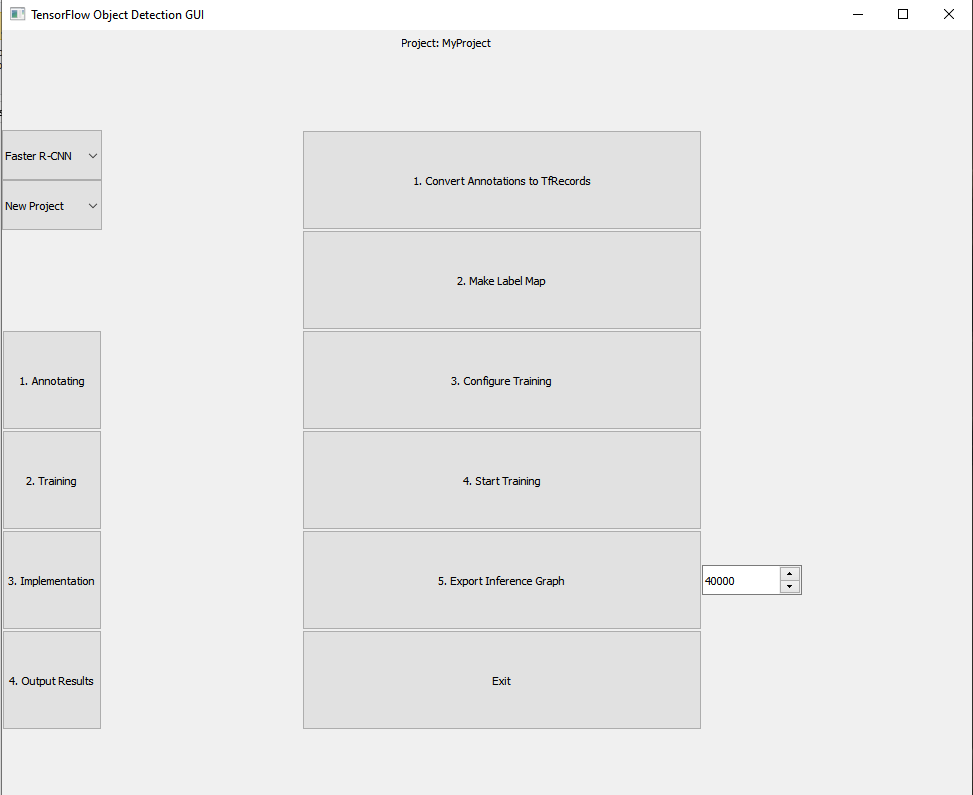 TensorFlow Object Detection GUI
Project: MyProject
Faster R-CNN
New Project
1. Annotating
2. Training
3. Implementation
4. Output Results
1. Convert Annotations to TfRecords
2. Make Label Map
3. Configure Training
4. Start Training
5. Export Inference Graph
40000
Exit